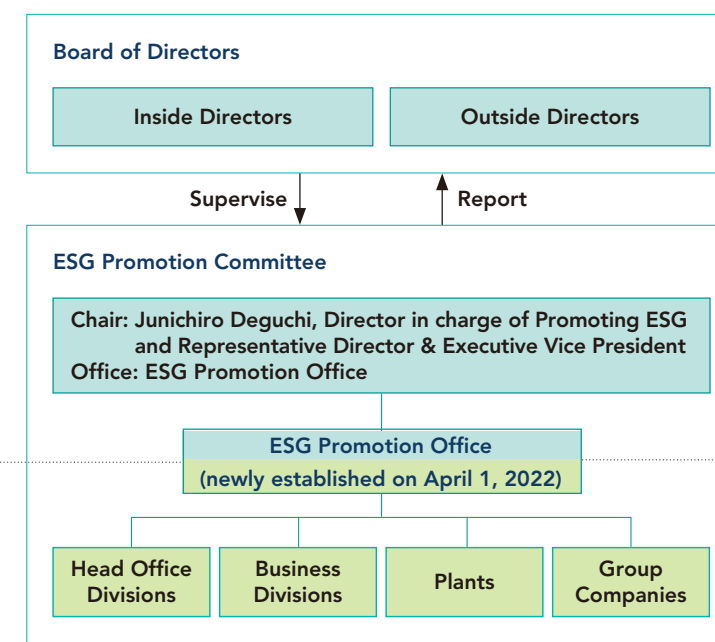 Board of Directors
Inside Directors
Outside Directors
Supervise
Report
ESG Promotion Committee
Chair: Junichiro Deguchi, Director in charge of Promoting ESG
and Representative Director & Executive Vice President
Office: ESG Promotion Office
ESG Promotion Office
(newly established on April 1, 2022)
Head Office
Divisions
Business
Divisions
Plants
Group
Companies